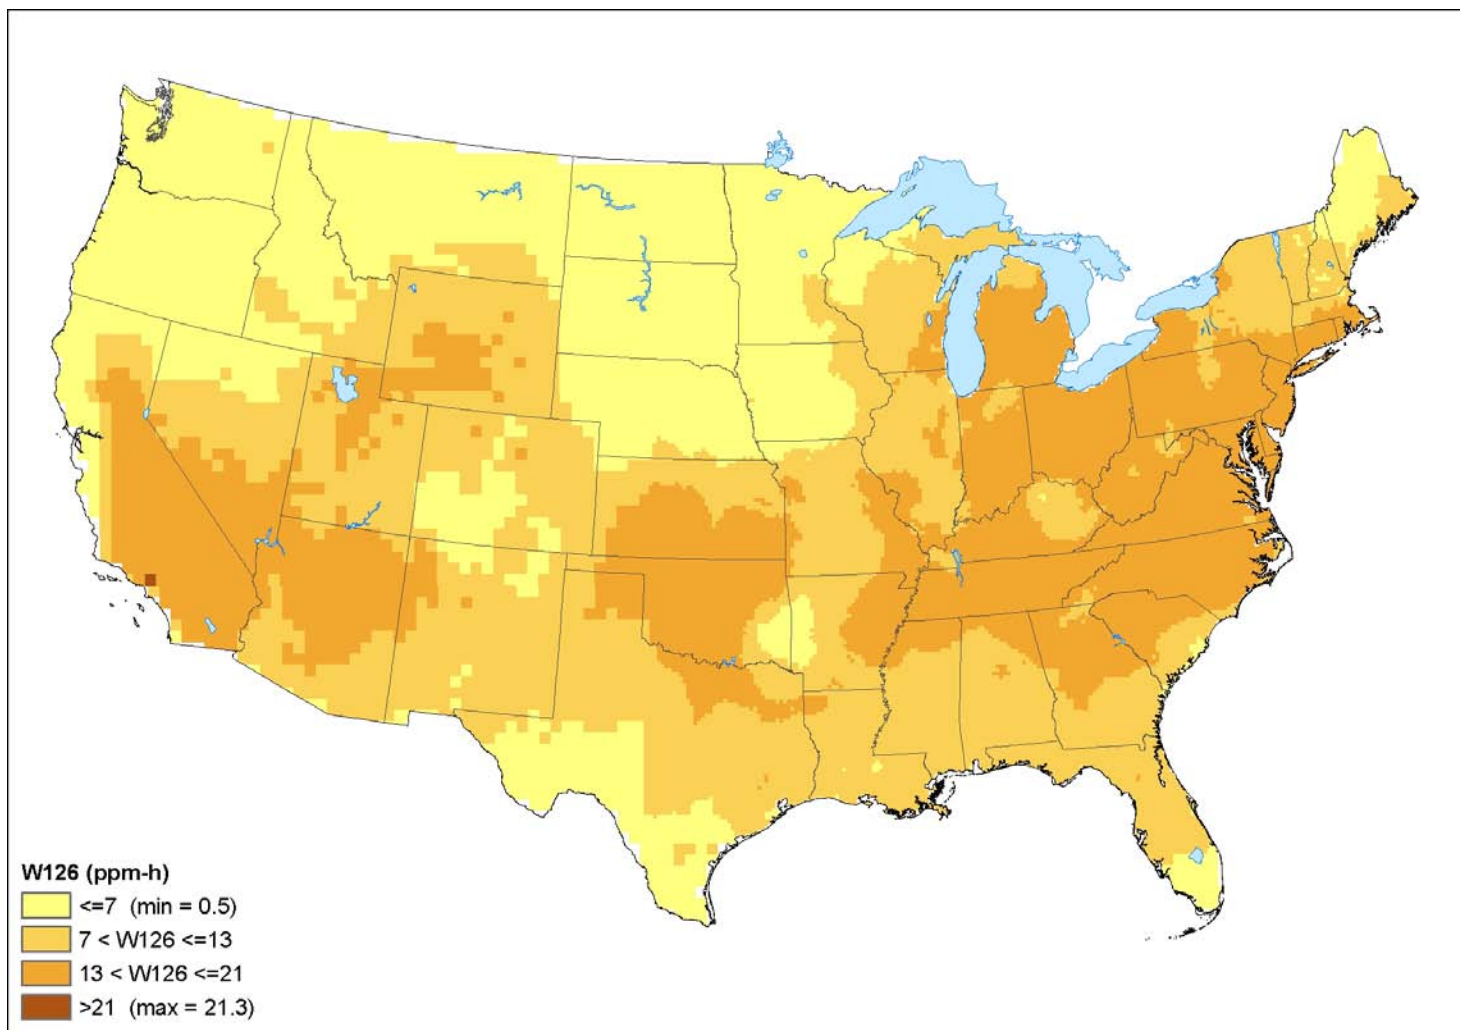 W126 (ppm-h)
<=7 (min = 0.5)
7 < W126 <=13
13 < W126 <=21
>21 (max = 21.3)